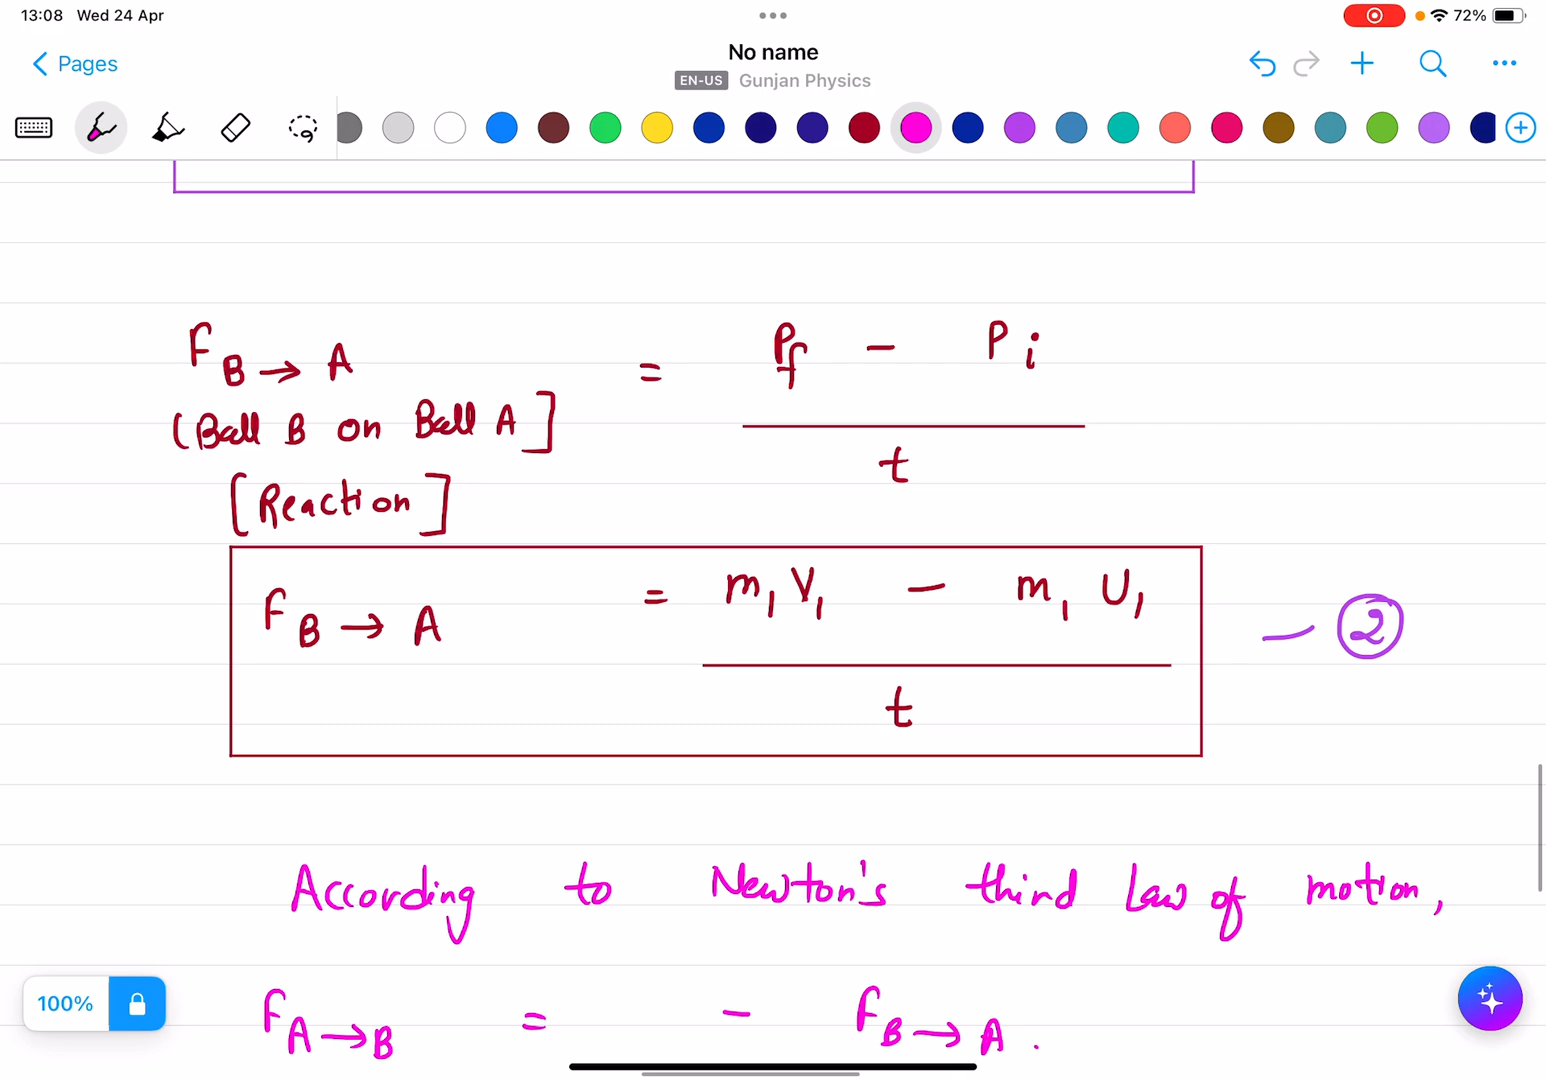 13:08 Wed 24 Apr
72%
Pages
No name
EN-US Gunjan Physics
F B → A = Pf - Pi
t
(Ball B on Ball A]
[Reaction]
F B → A = m₁ V₁ - m₁ U₁ - ②
t
According to Newton's third Law of motion,
F A→B = - F B→A.
100%